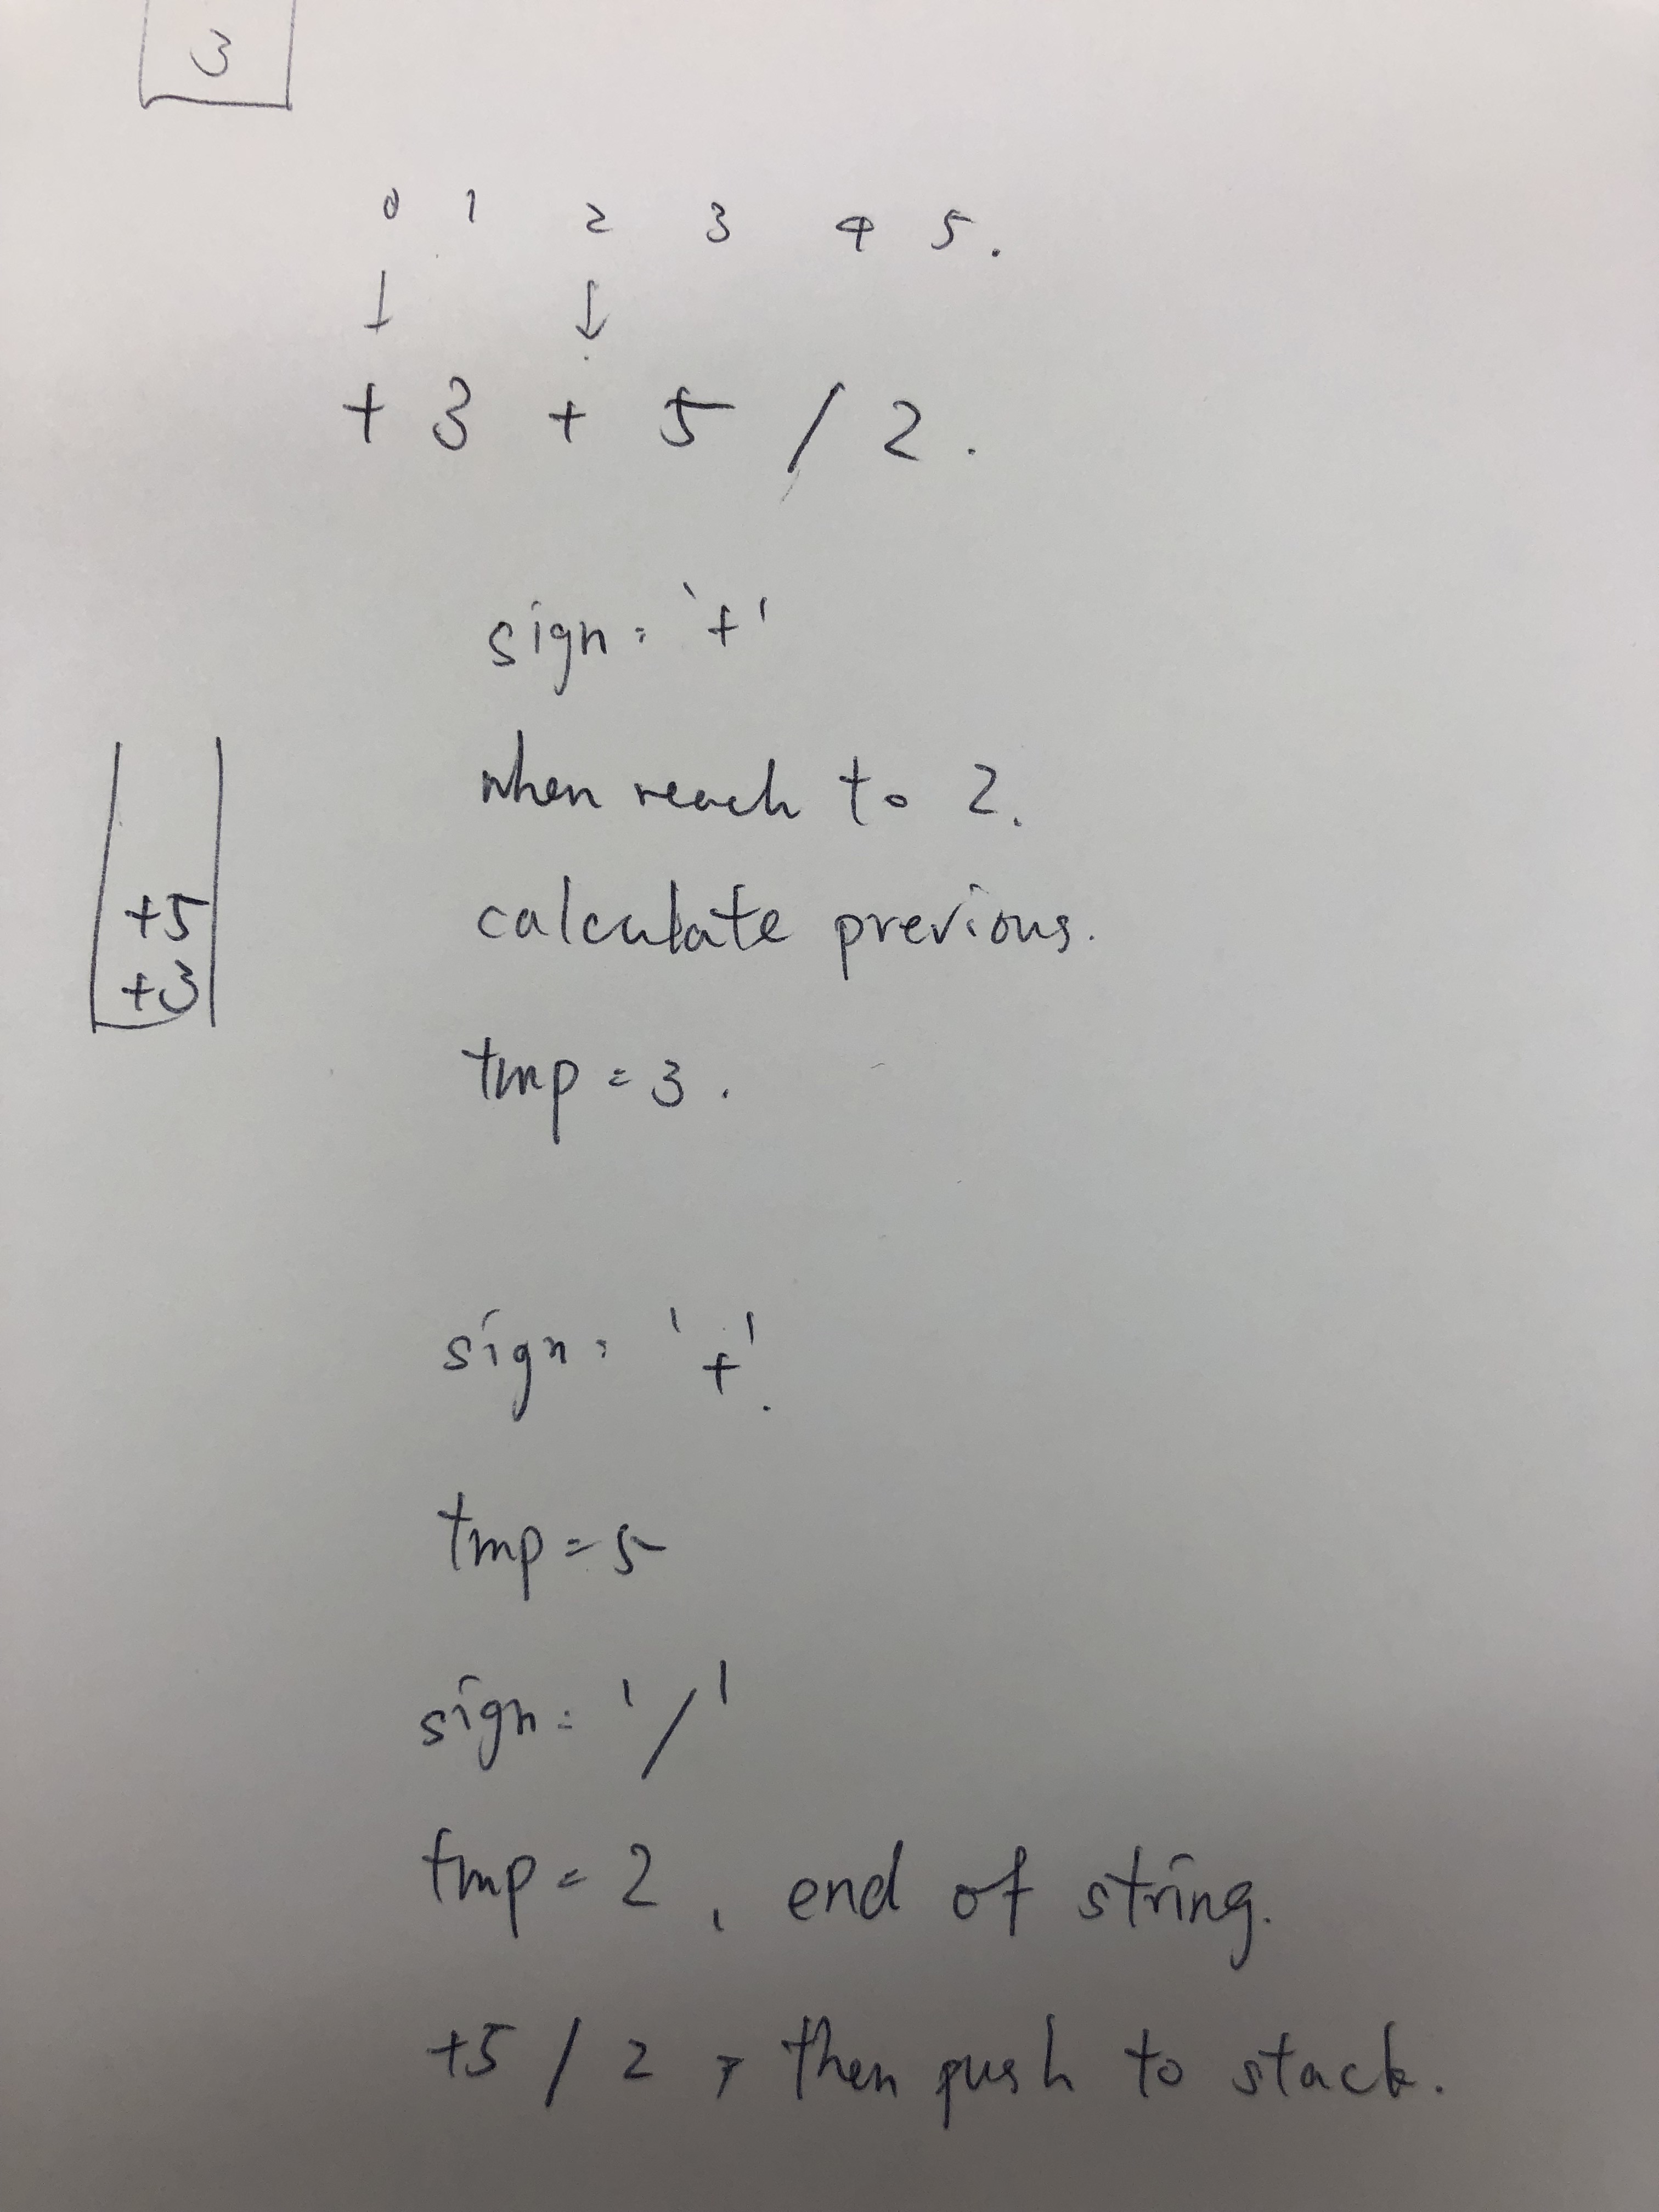 3
0 1 2 3 4 5.
↓ ↓
+ 3 + 5 / 2.
sign = '+'
when reach to 2.
calculate previous.
+5
+3
tmp = 3.
sign = '+'.
tmp = 5
sign = '/'
tmp = 2, end of string.
+5 / 2, then push to stack.